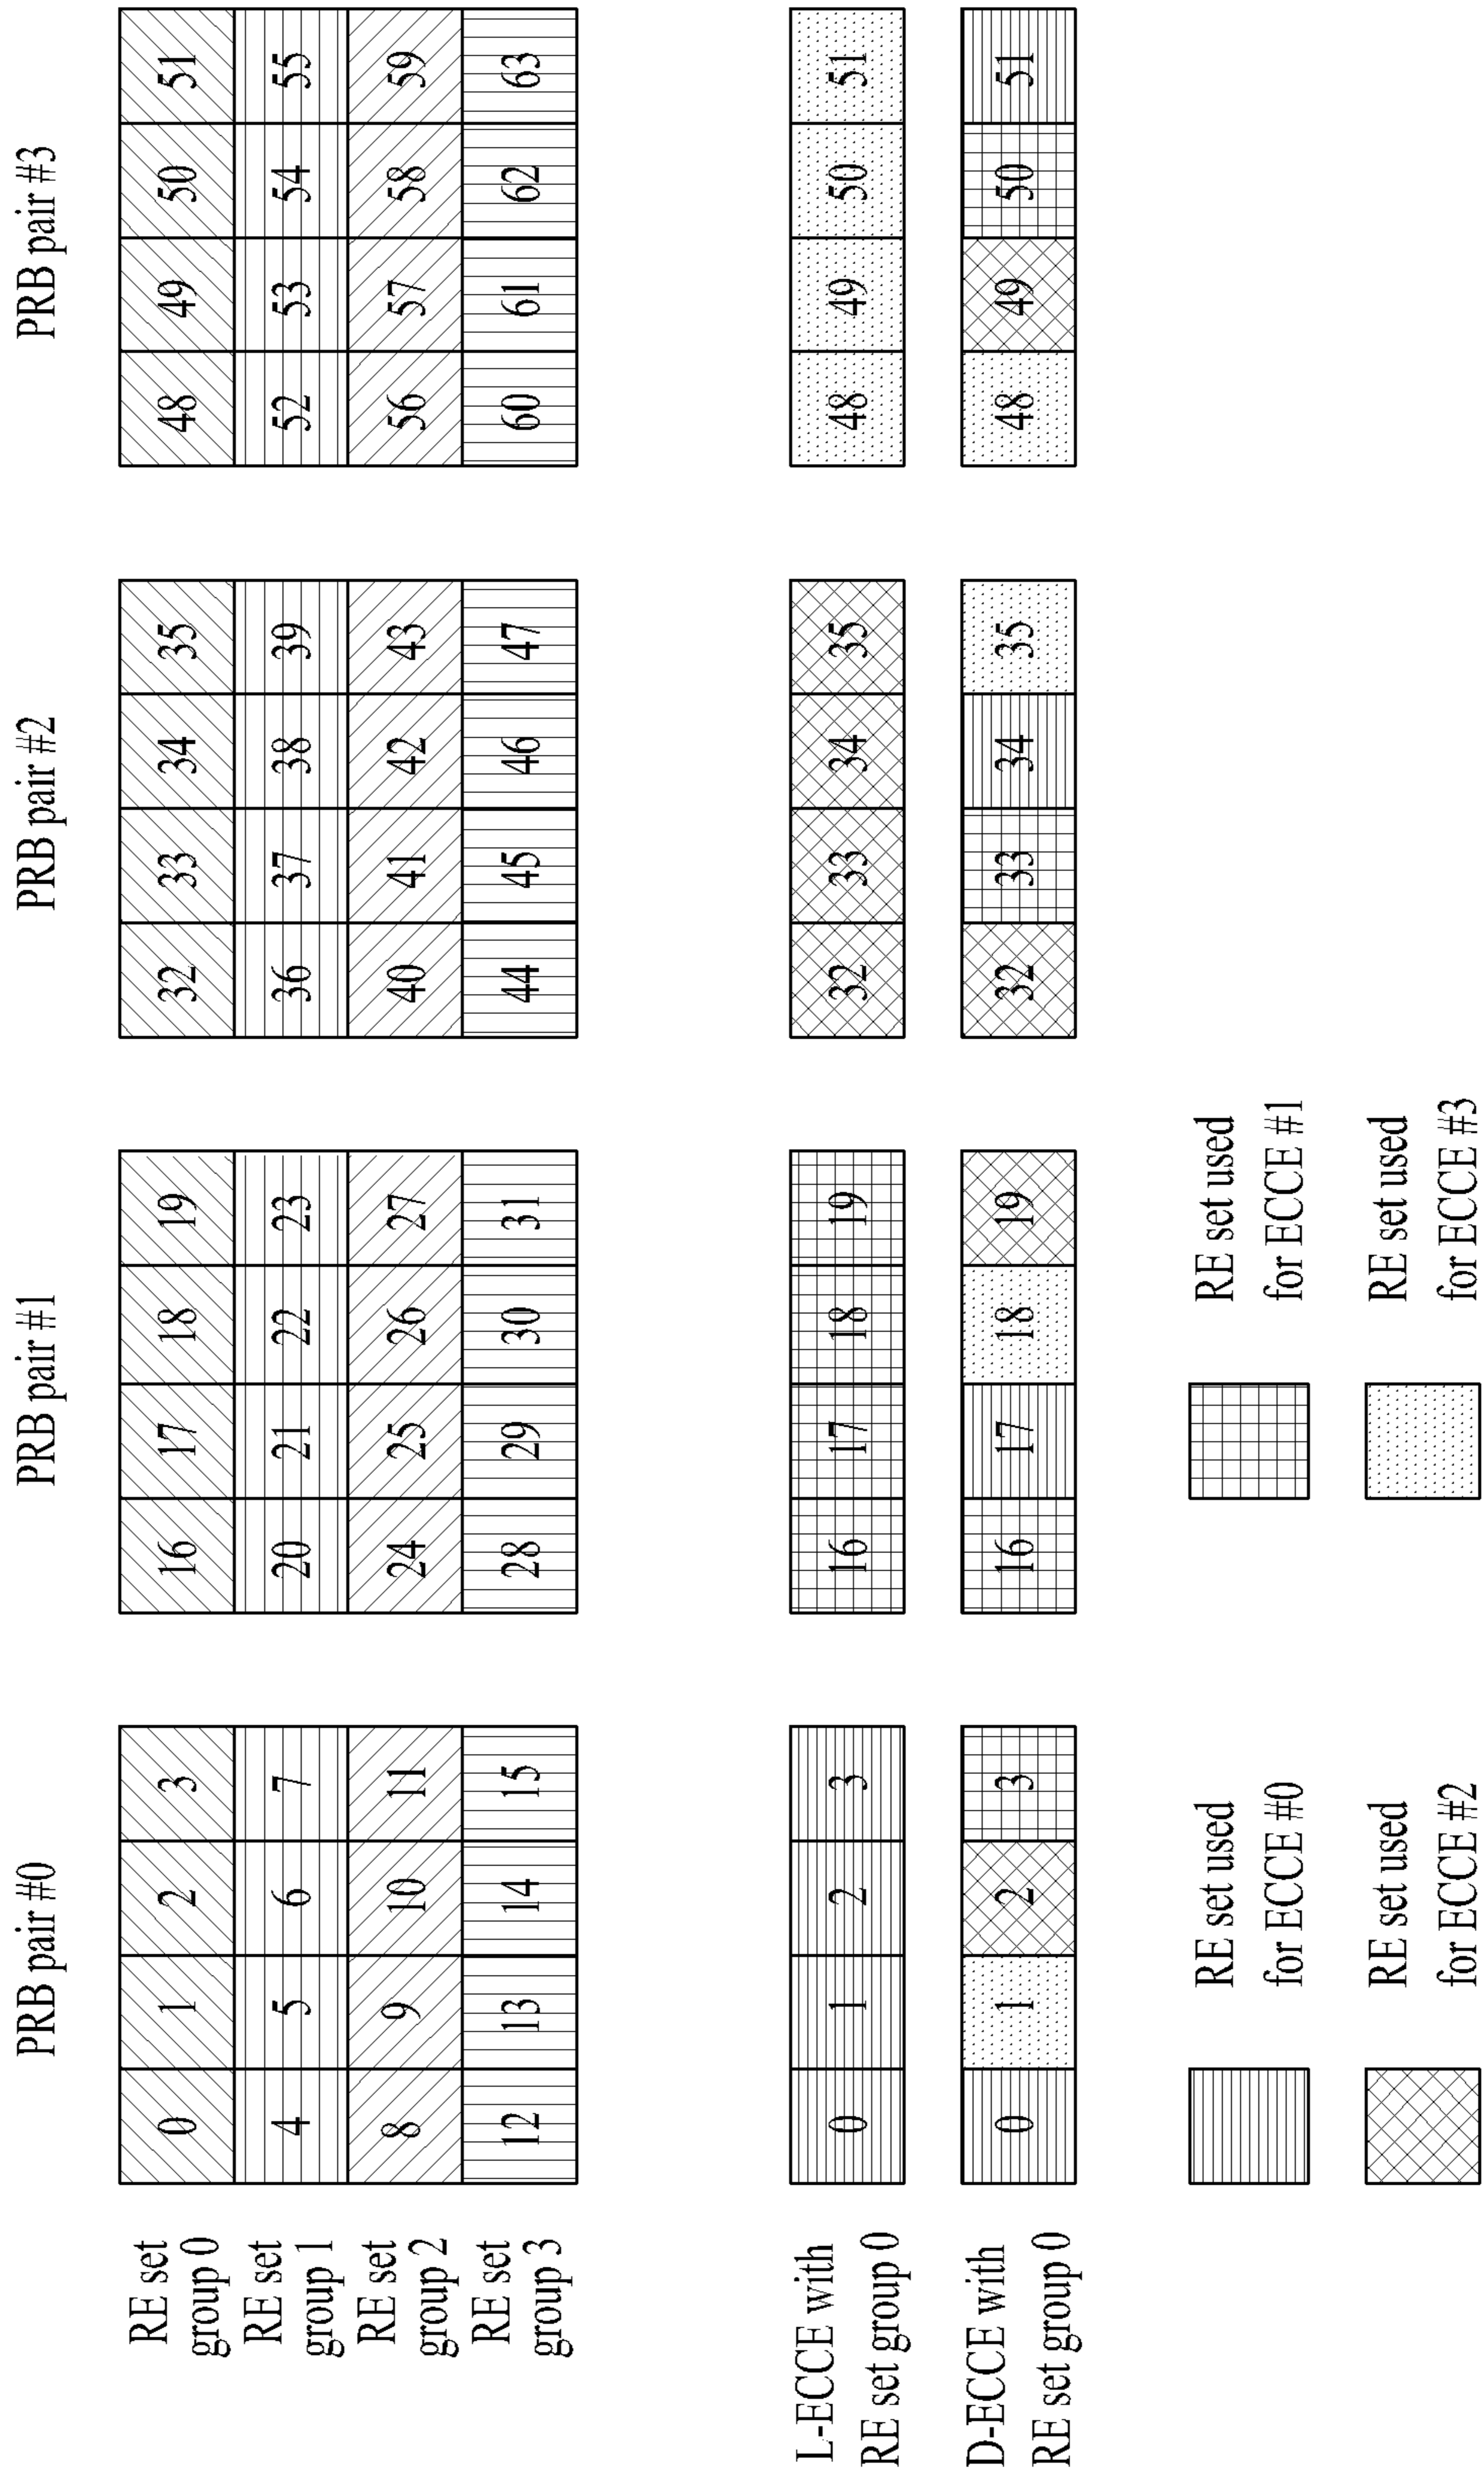 PRB pair #0
PRB pair #1
PRB pair #2
PRB pair #3
RE set
group 0
0 1 2 3
16 17 18 19
32 33 34 35
48 49 50 51
RE set
group 1
4 5 6 7
20 21 22 23
36 37 38 39
52 53 54 55
RE set
group 2
8 9 10 11
24 25 26 27
40 41 42 43
56 57 58 59
RE set
group 3
12 13 14 15
28 29 30 31
44 45 46 47
60 61 62 63
L-ECCE with
RE set group 0
0 1 2 3
16 17 18 19
32 33 34 35
48 49 50 51
D-ECCE with
RE set group 0
0 1 2 3
16 17 18 19
32 33 34 35
48 49 50 51
RE set used
for ECCE #0
RE set used
for ECCE #1
RE set used
for ECCE #2
RE set used
for ECCE #3